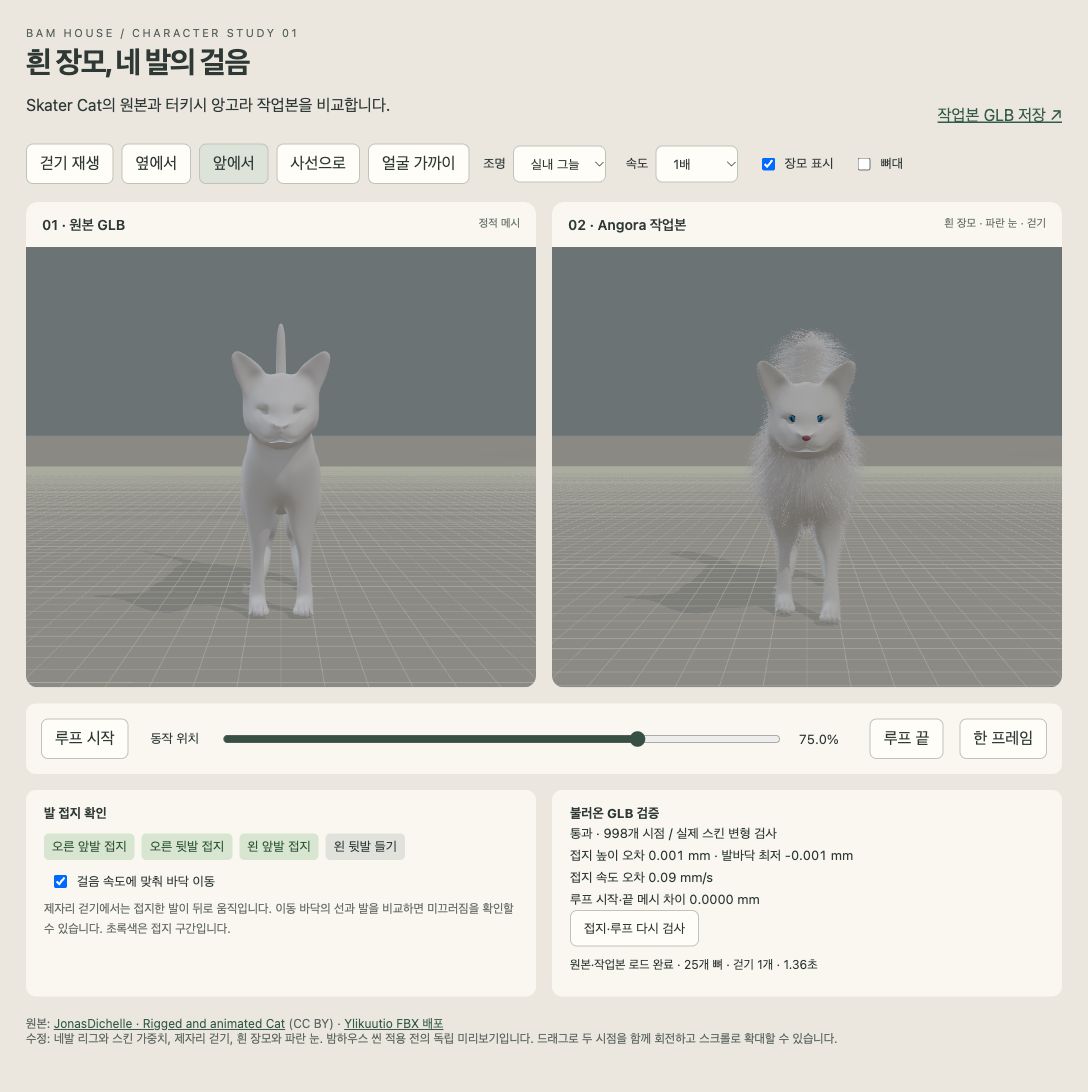 BAM HOUSE / CHARACTER STUDY 01
흰 장모, 네 발의 걸음
Skater Cat의 원본과 터키시 앙고라 작업본을 비교합니다.
작업본 GLB 저장 ↗
걷기 재생 옆에서 앞에서 사선으로 얼굴 가까이 조명 실내 그늘 속도 1배 장모 표시 뼈대
01 · 원본 GLB 정적 메시
02 · Angora 작업본 흰 장모 · 파란 눈 · 걷기
루프 시작 동작 위치 75.0% 루프 끝 한 프레임
발 접지 확인
오른 앞발 접지 오른 뒷발 접지 왼 앞발 접지 왼 뒷발 들기
걸음 속도에 맞춰 바닥 이동
제자리 걷기에서는 접지한 발이 뒤로 움직입니다. 이동 바닥의 선과 발을 비교하면 미끄러짐을 확인할
수 있습니다. 초록색은 접지 구간입니다.
불러온 GLB 검증
통과 · 998개 시점 / 실제 스킨 변형 검사
접지 높이 오차 0.001 mm · 발바닥 최저 -0.001 mm
접지 속도 오차 0.09 mm/s
루프 시작·끝 메시 차이 0.0000 mm
접지·루프 다시 검사
원본·작업본 로드 완료 · 25개 뼈 · 걷기 1개 · 1.36초
원본: JonasDichelle · Rigged and animated Cat (CC BY) · Ylikuutio FBX 배포
수정: 네발 리그와 스킨 가중치, 제자리 걷기, 흰 장모와 파란 눈. 밤하우스 씬 적용 전의 독립 미리보기입니다. 드래그로 두 시점을 함께 회전하고 스크롤로 확대할 수 있습니다.